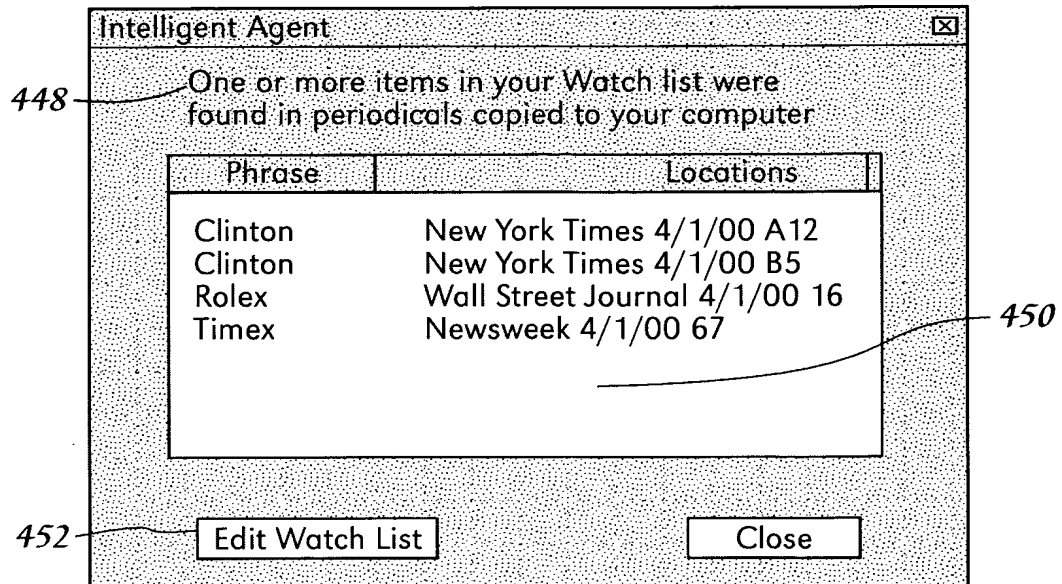 Intelligent Agent
448 One or more items in your Watch list were
found in periodicals copied to your computer
Phrase Locations
Clinton New York Times 4/1/00 A12
Clinton New York Times 4/1/00 B5
Rolex Wall Street Journal 4/1/00 16
Timex Newsweek 4/1/00 67
450
452 Edit Watch List Close